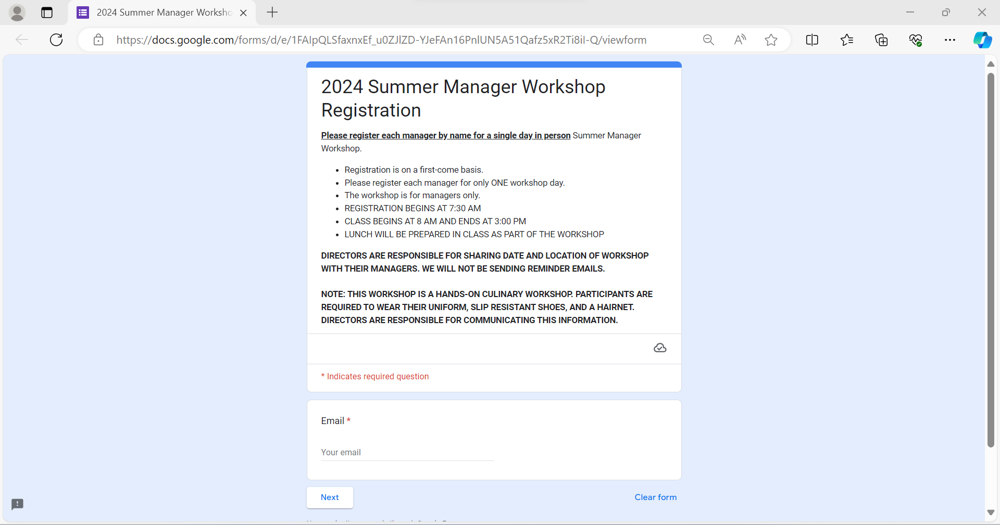 2024 Summer Manager Worksho
https://docs.google.com/forms/d/e/1FAIpQLSfaxnxEf_u0ZJIZD-YJeFAn16PnlUN5A51Qafz5xR2Ti8iI-Q/viewform
2024 Summer Manager Workshop
Registration
Please register each manager by name for a single day in person Summer Manager
Workshop.
• Registration is on a first-come basis.
• Please register each manager for only ONE workshop day.
• The workshop is for managers only.
• REGISTRATION BEGINS AT 7:30 AM
• CLASS BEGINS AT 8 AM AND ENDS AT 3:00 PM
• LUNCH WILL BE PREPARED IN CLASS AS PART OF THE WORKSHOP
DIRECTORS ARE RESPONSIBLE FOR SHARING DATE AND LOCATION OF WORKSHOP
WITH THEIR MANAGERS. WE WILL NOT BE SENDING REMINDER EMAILS.
NOTE: THIS WORKSHOP IS A HANDS-ON CULINARY WORKSHOP. PARTICIPANTS ARE
REQUIRED TO WEAR THEIR UNIFORM, SLIP RESISTANT SHOES, AND A HAIRNET.
DIRECTORS ARE RESPONSIBLE FOR COMMUNICATING THIS INFORMATION.
* Indicates required question
Email *
Your email
Next
Clear form